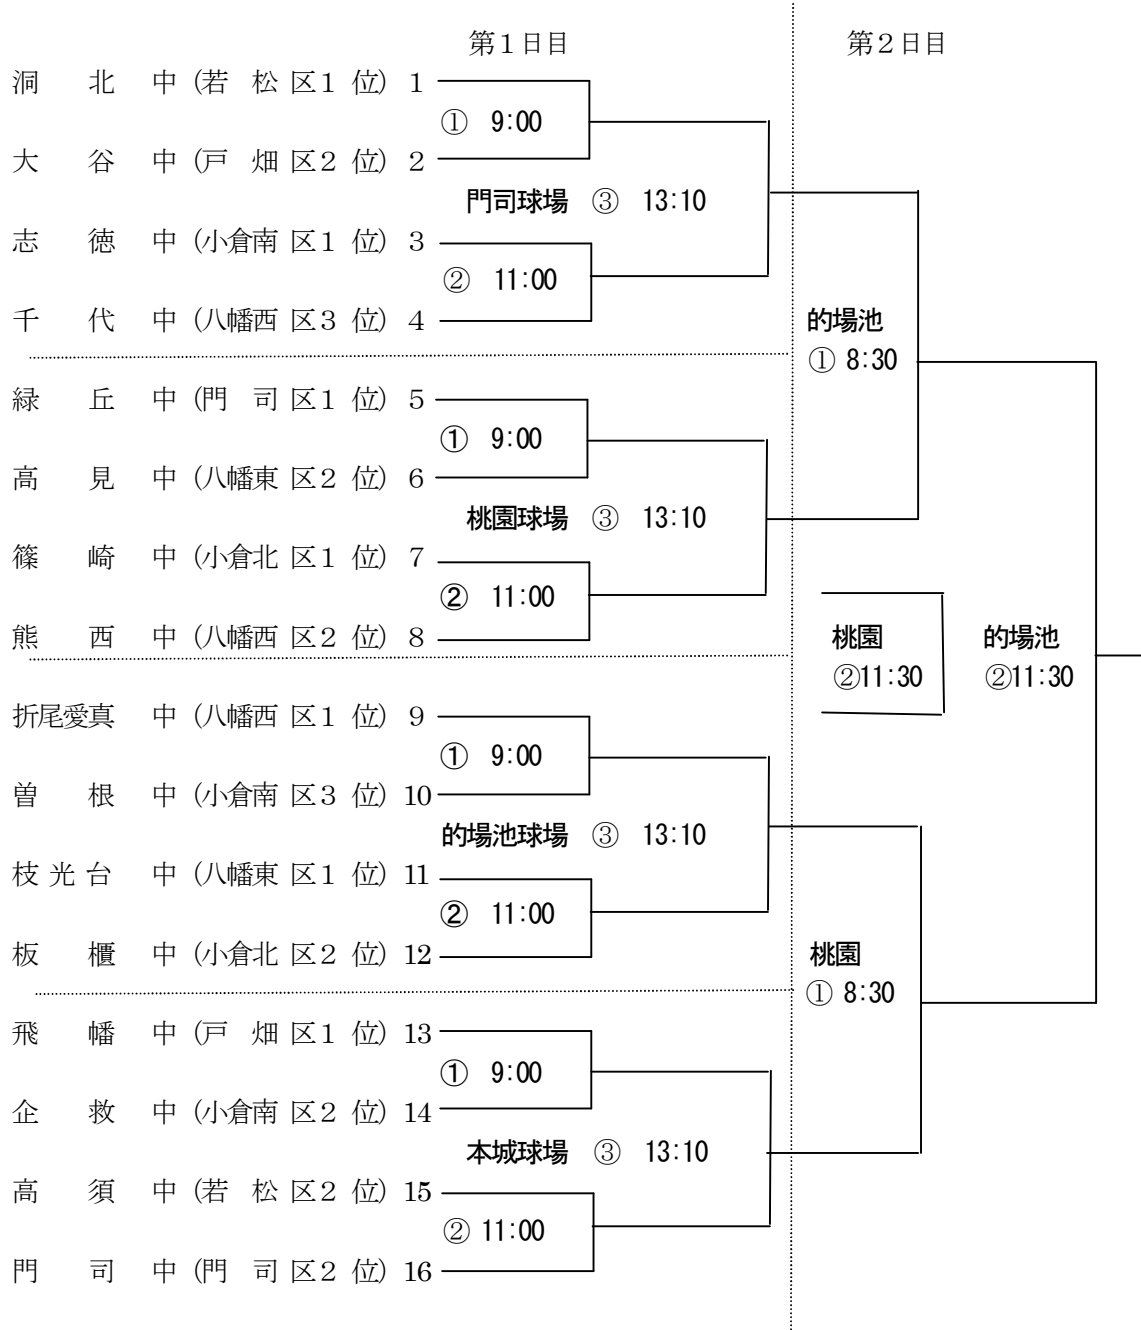 第１日目　第２日目
洞北中（若松区１位）1
① 9:00
大谷中（戸畑区２位）2
門司球場 ③ 13:10
志徳中（小倉南区１位）3
② 11:00
千代中（八幡西区３位）4
的場池
① 8:30
緑丘中（門司区１位）5
① 9:00
高見中（八幡東区２位）6
桃園球場 ③ 13:10
篠崎中（小倉北区１位）7
② 11:00
熊西中（八幡西区２位）8
桃園　的場池
②11:30　②11:30
折尾愛真中（八幡西区１位）9
① 9:00
曽根中（小倉南区３位）10
的場池球場 ③ 13:10
枝光台中（八幡東区１位）11
② 11:00
板櫃中（小倉北区２位）12
桃園
① 8:30
飛幡中（戸畑区１位）13
① 9:00
企救中（小倉南区２位）14
本城球場 ③ 13:10
高須中（若松区２位）15
② 11:00
門司中（門司区２位）16